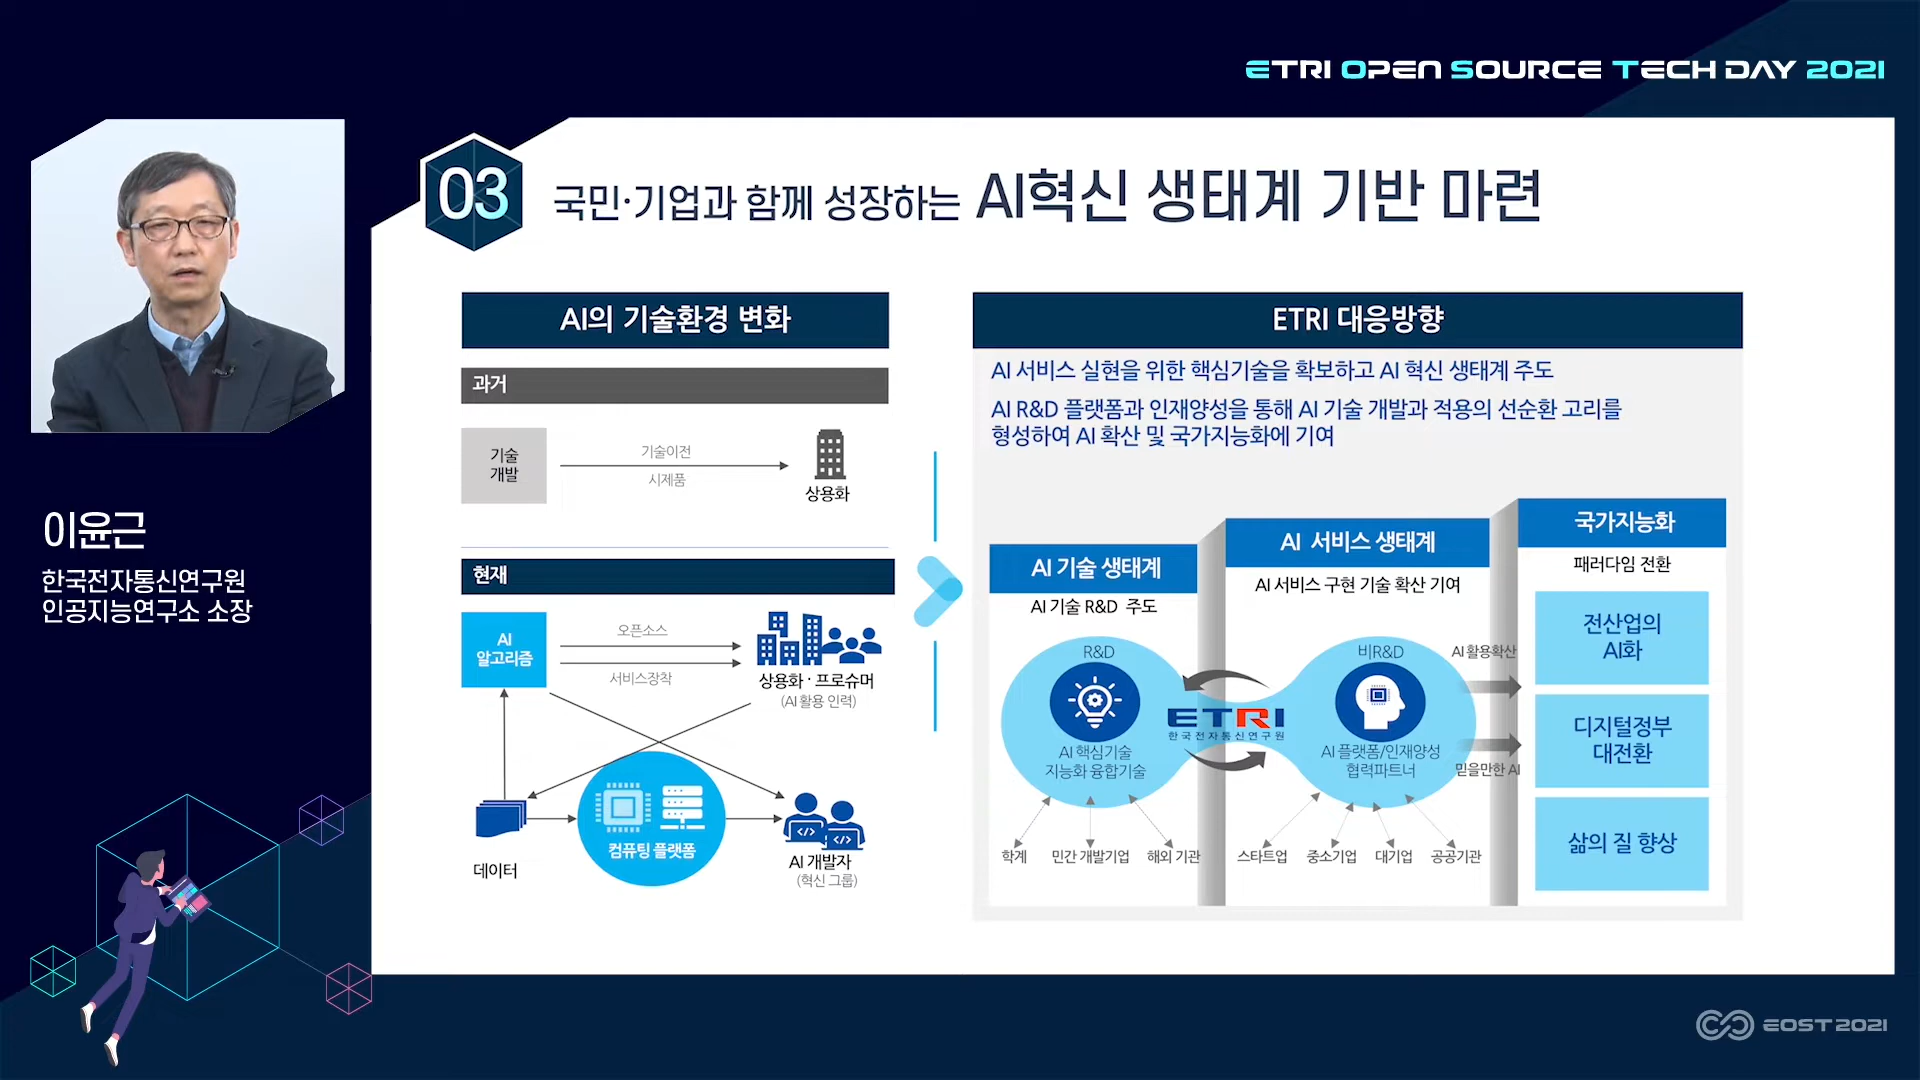 ETRI OPEN SOURCE TECH DAY 2021
03
국민·기업과 함께 성장하는 AI혁신 생태계 기반 마련
이윤근
한국전자통신연구원
인공지능연구소 소장
AI의 기술환경 변화
과거
기술
개발
기술이전
시제품
상용화
현재
AI
알고리즘
오픈소스
서비스장착
상용화 · 프로슈머
(AI 활용 인력)
데이터
컴퓨팅 플랫폼
AI 개발자
(혁신 그룹)
ETRI 대응방향
AI 서비스 실현을 위한 핵심기술을 확보하고 AI 혁신 생태계 주도
AI R&D 플랫폼과 인재양성을 통해 AI 기술 개발과 적용의 선순환 고리를
형성하여 AI 확산 및 국가지능화에 기여
AI 기술 생태계
AI 기술 R&D 주도
R&D
AI 핵심기술
지능화 융합기술
학계
민간 개발기업
해외 기관
ETRI
한국전자통신연구원
AI 서비스 생태계
AI 서비스 구현 기술 확산 기여
비R&D
AI 플랫폼/인재양성
협력파트너
스타트업
중소기업
대기업
공공기관
AI 활용확산
믿을만한 AI
국가지능화
패러다임 전환
전산업의
AI화
디지털정부
대전환
삶의 질 향상
EOST 2021